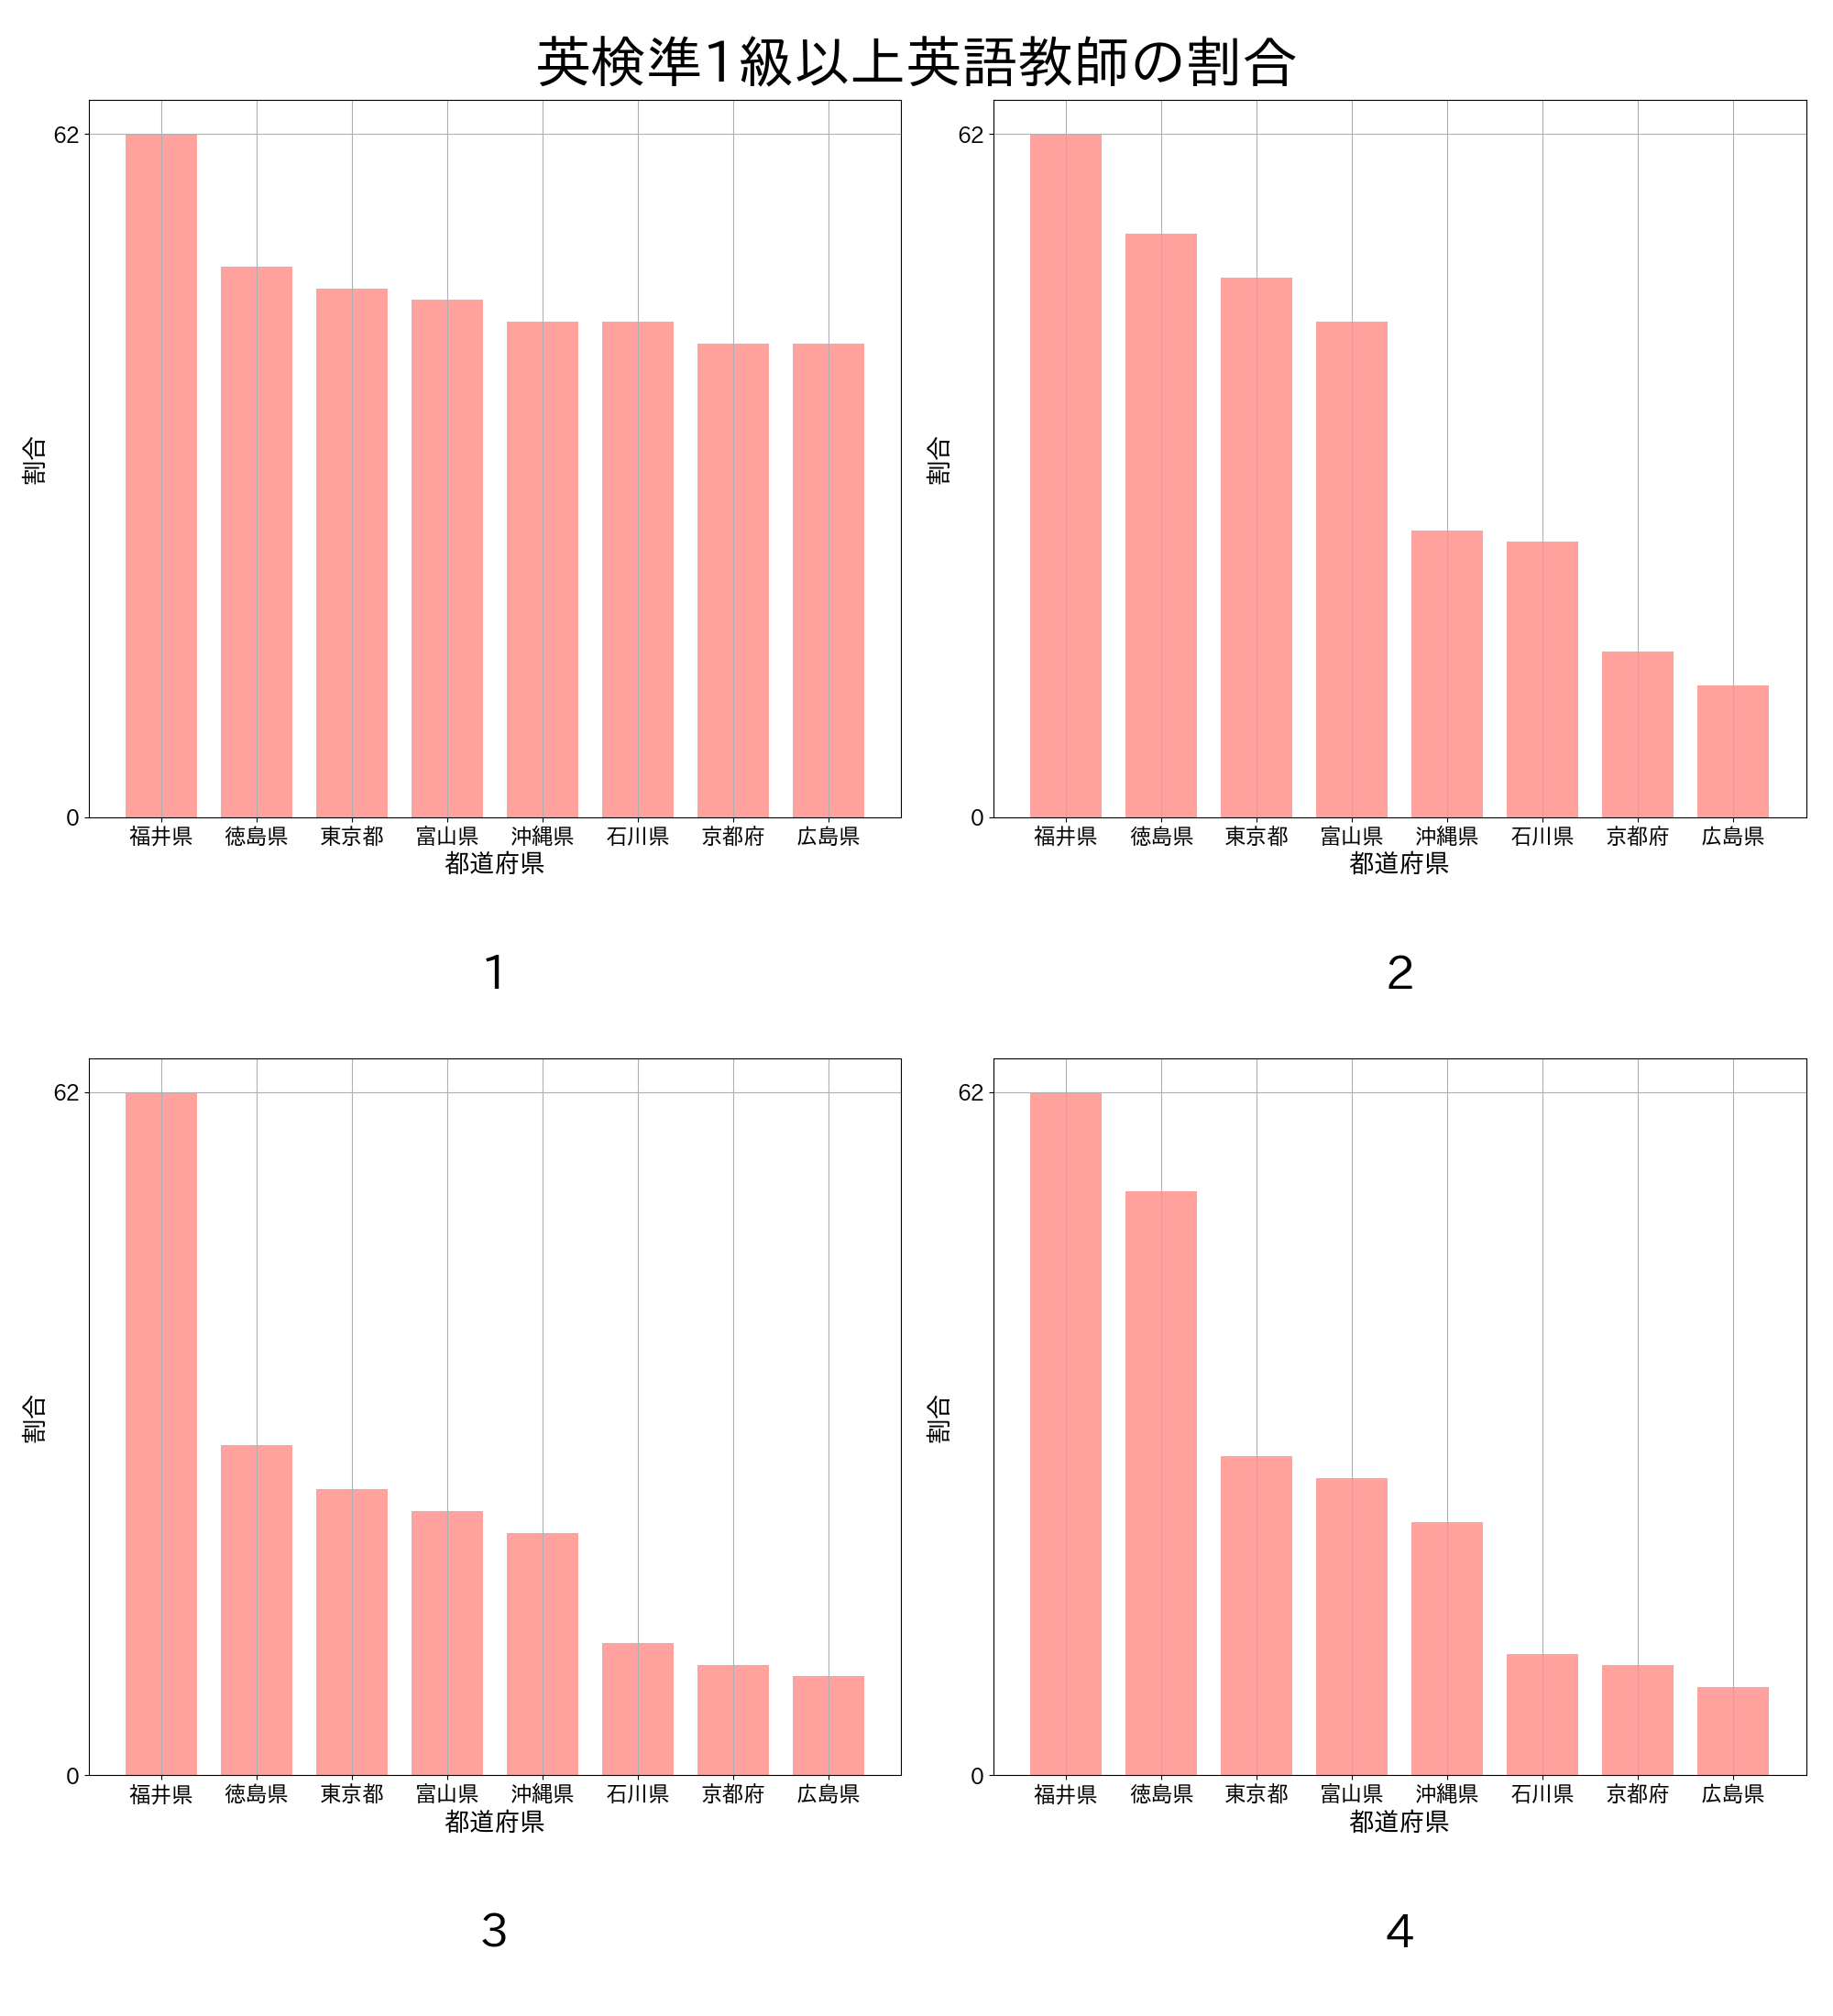 英検準1級以上英語教師の割合
62
0
割合
福井県 徳島県 東京都 富山県 沖縄県 石川県 京都府 広島県
都道府県
1
62
0
割合
福井県 徳島県 東京都 富山県 沖縄県 石川県 京都府 広島県
都道府県
2
62
0
割合
福井県 徳島県 東京都 富山県 沖縄県 石川県 京都府 広島県
都道府県
3
62
0
割合
福井県 徳島県 東京都 富山県 沖縄県 石川県 京都府 広島県
都道府県
4